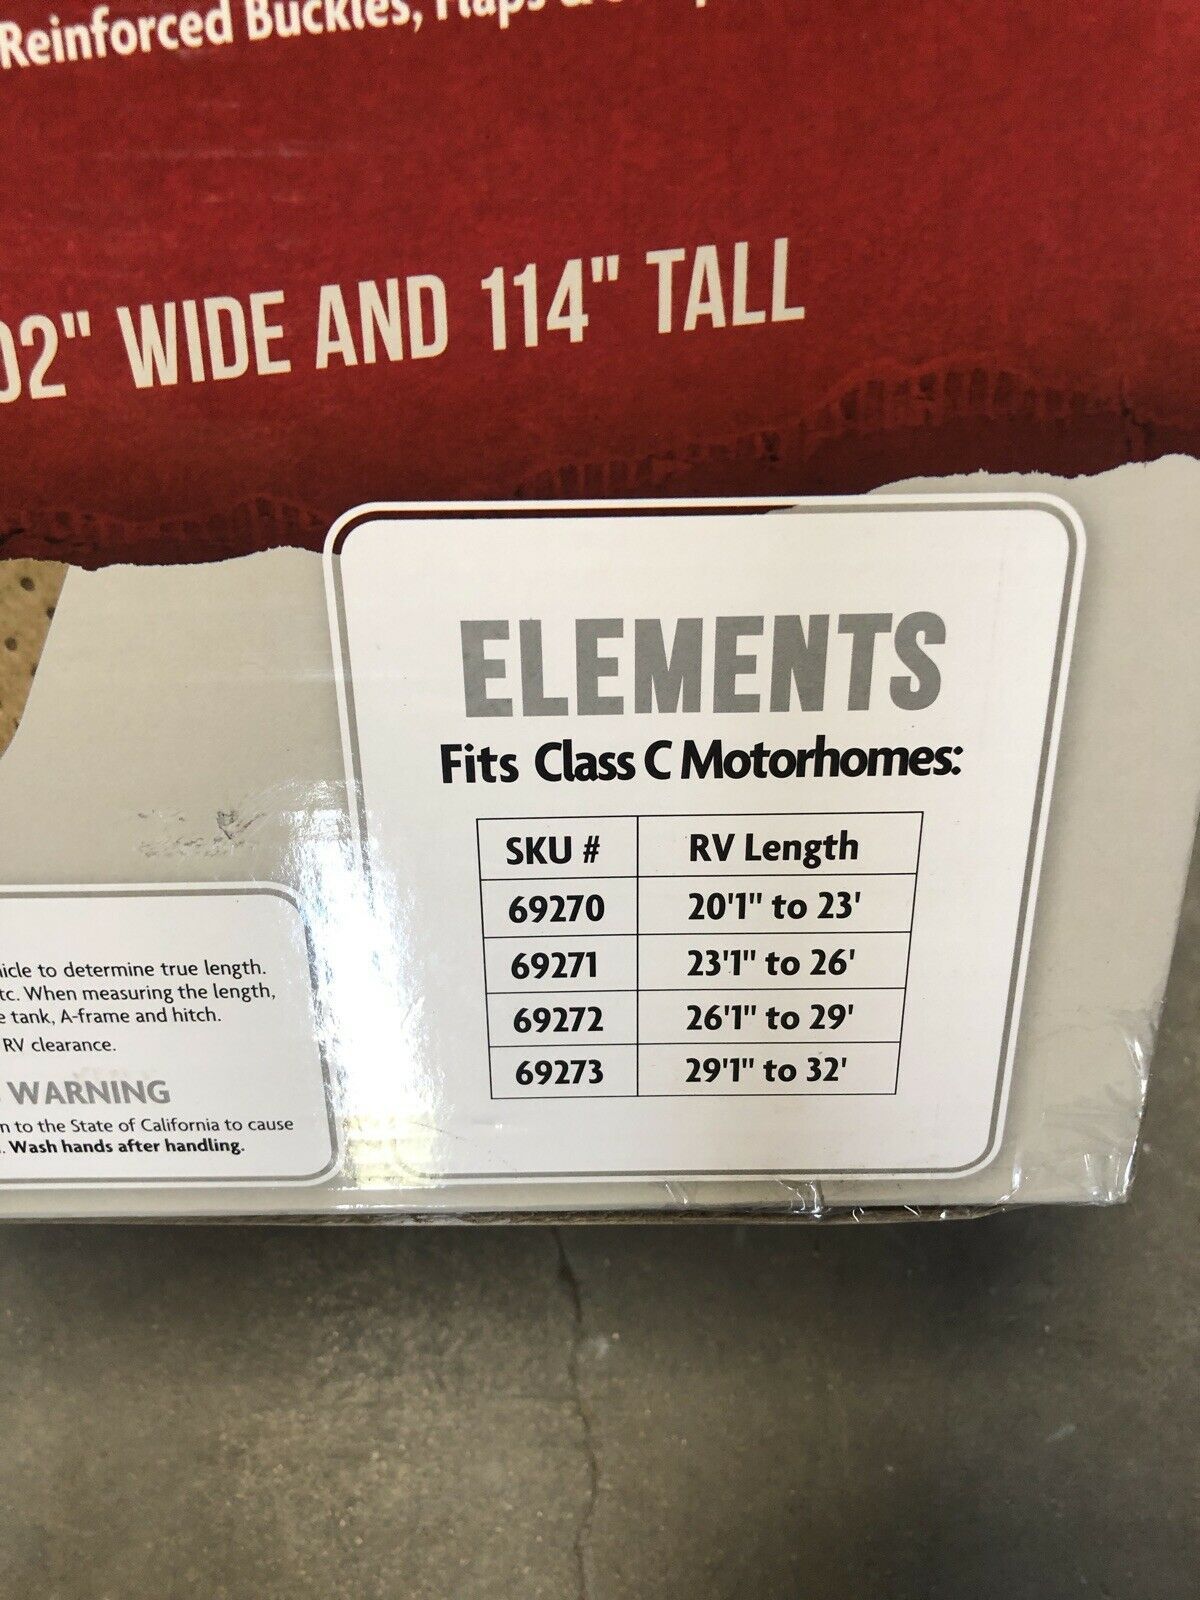 Reinforced Buckles, Flaps &
02" WIDE AND 114" TALL
ELEMENTS
Fits Class C Motorhomes:
SKU # RV Length
69270 20'1" to 23'
69271 23'1" to 26'
69272 26'1" to 29'
69273 29'1" to 32'
icle to determine true length.
tc. When measuring the length,
e tank, A-frame and hitch.
RV clearance.
WARNING
n to the State of California to cause
. Wash hands after handling.